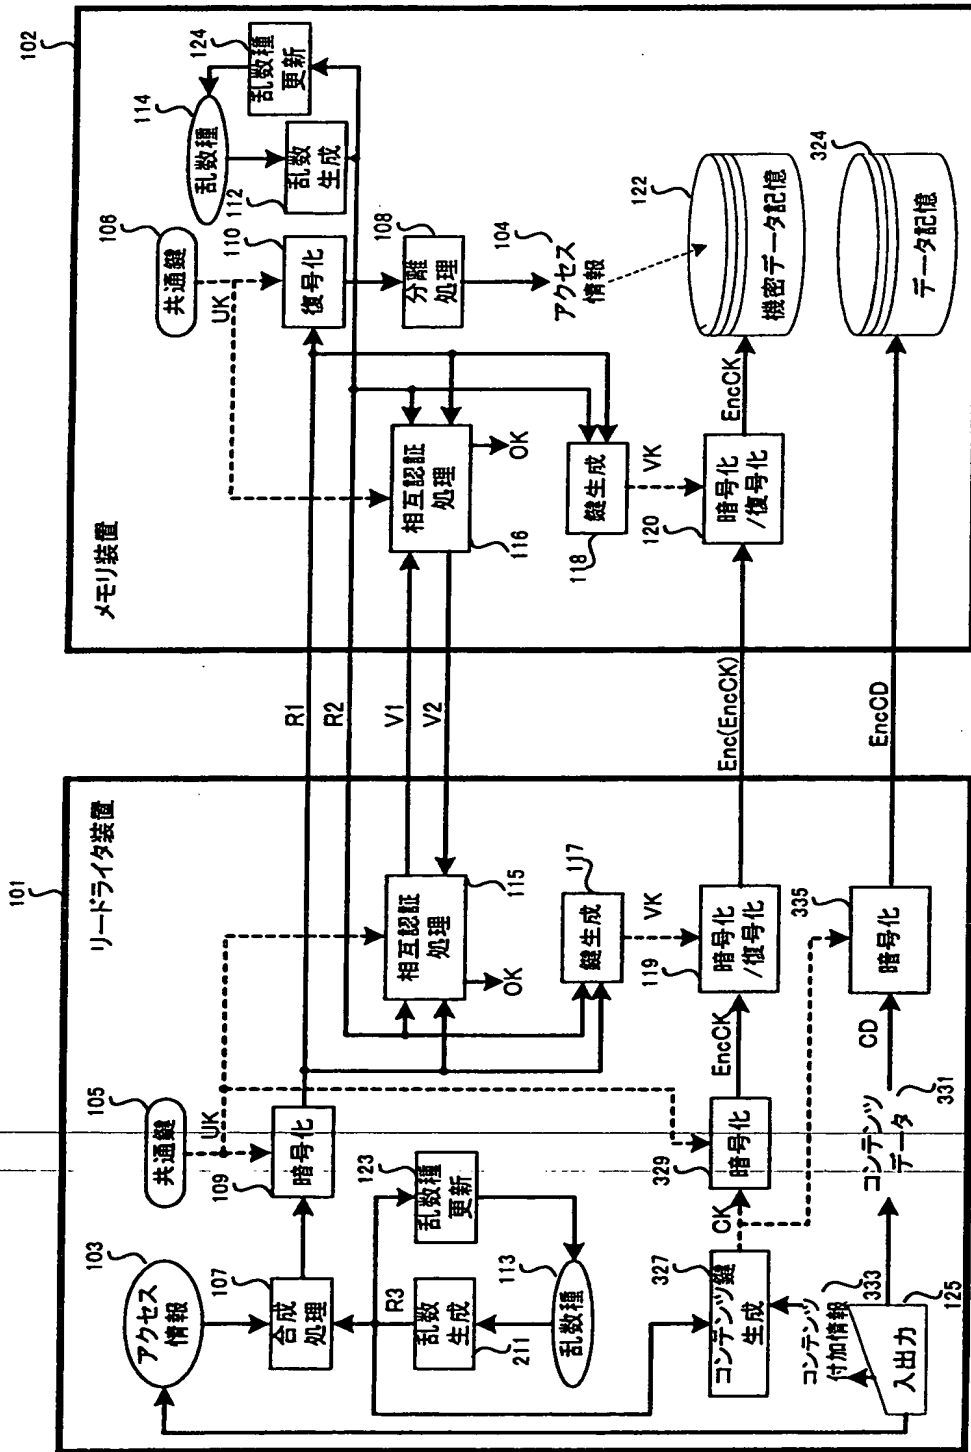 101
リードライタ装置
103
アクセス
情報
105
共通鍵
UK
107
合成
処理
109
暗号化
R3
乱数
生成
211
123
乱数種
更新
113
乱数種
相互認証
処理
115
OK
鍵生成
117
VK
327
コンテンツ鍵
生成
CK
329
暗号化
EncCK
119
暗号化
/復号化
335
暗号化
CD
コンテンツ
データ
331
コンテンツ
付加情報
333
入出力
125
R1
R2
V1
V2
Enc(EncCK)
EncCD
102
メモリ装置
106
共通鍵
UK
110
復号化
108
分離
処理
104
アクセス
情報
114
乱数種
112
乱数
生成
124
乱数種
更新
相互認証
処理
116
OK
鍵生成
118
VK
120
暗号化
/復号化
EncCK
122
機密データ記憶
324
データ記憶